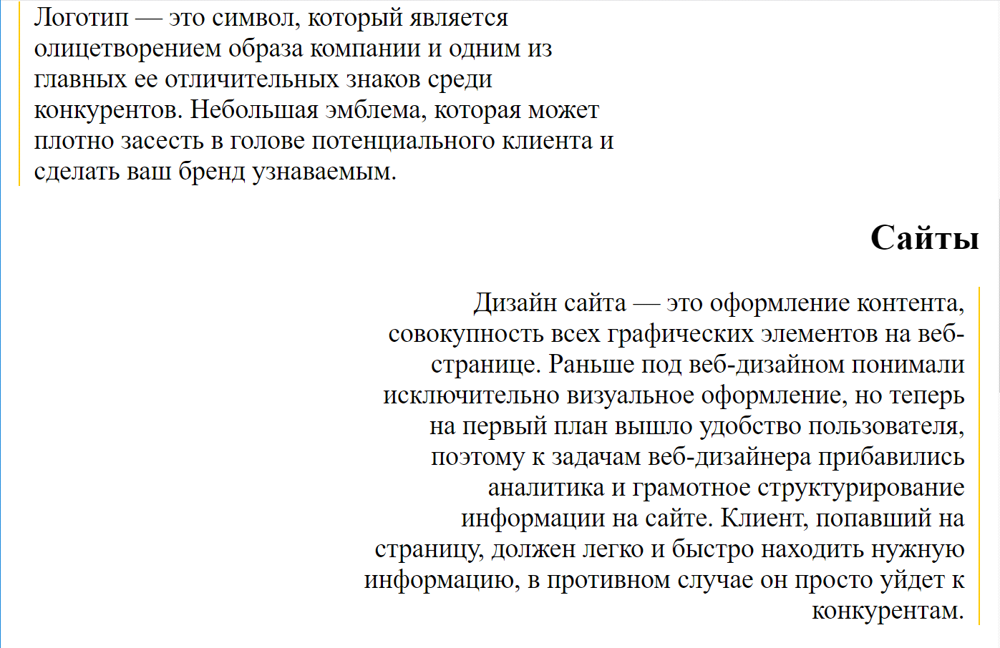 Логотип — это символ, который является
олицетворением образа компании и одним из
главных ее отличительных знаков среди
конкурентов. Небольшая эмблема, которая может
плотно засесть в голове потенциального клиента и
сделать ваш бренд узнаваемым.
Сайты
Дизайн сайта — это оформление контента,
совокупность всех графических элементов на веб-
странице. Раньше под веб-дизайном понимали
исключительно визуальное оформление, но теперь
на первый план вышло удобство пользователя,
поэтому к задачам веб-дизайнера прибавились
аналитика и грамотное структурирование
информации на сайте. Клиент, попавший на
страницу, должен легко и быстро находить нужную
информацию, в противном случае он просто уйдет к
конкурентам.